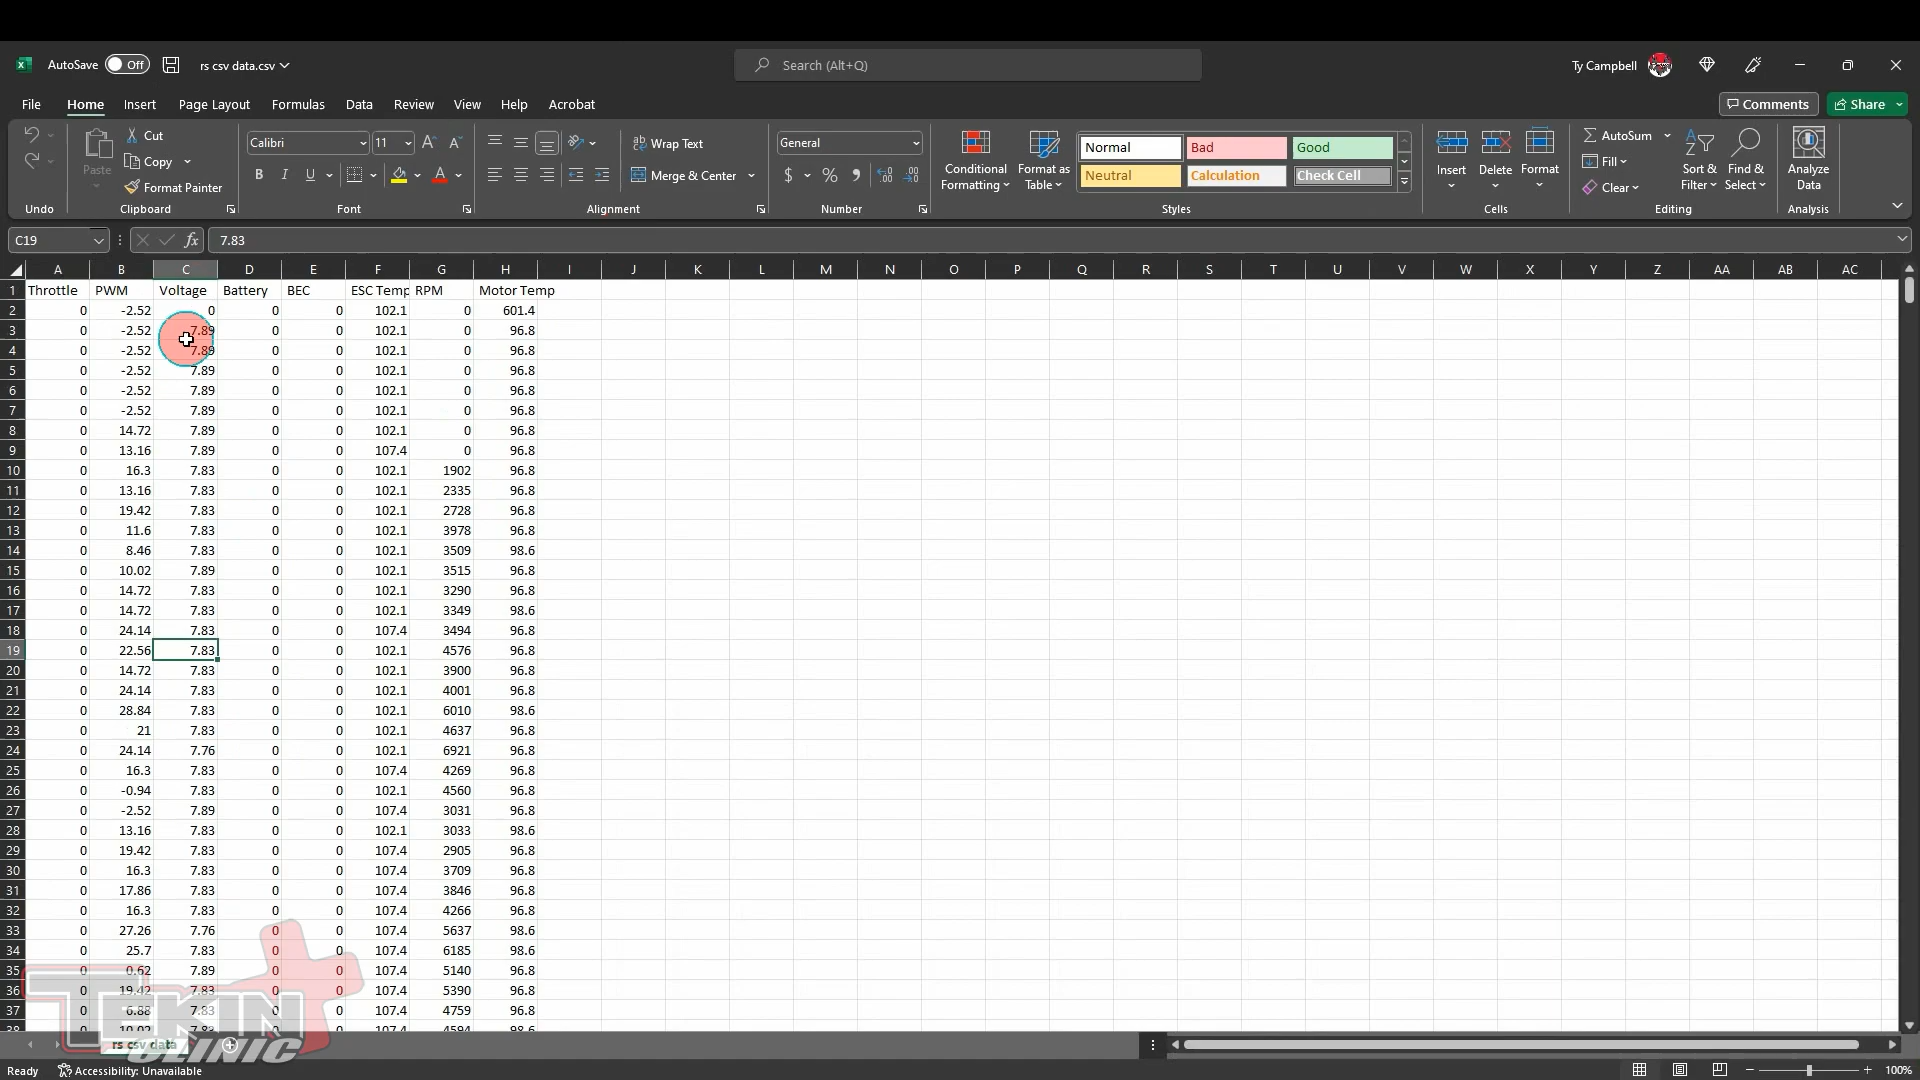 AutoSave Off rs csv data.csv Search (Alt+Q) Ty Campbell
File Home Insert Page Layout Formulas Data Review View Help Acrobat Comments Share
Cut Calibri 11 Wrap Text General Normal Bad Good AutoSum
Paste Copy Conditional Formatting Format as Table Insert Delete Format Fill Sort & Filter Find & Select Analyze Data
Format Painter B I U A Merge & Center $ % Neutral Calculation Check Cell Clear
Undo Clipboard Font Alignment Number Styles Cells Editing Analysis
C19 fx 7.83
A B C D E F G H I J K L M N O P Q R S T U V W X Y Z AA AB AC
1 Throttle PWM Voltage Battery BEC ESC Temp RPM Motor Temp
2 0 -2.52 0 0 0 102.1 0 601.4
3 0 -2.52 7.89 0 0 102.1 0 96.8
4 0 -2.52 7.89 0 0 102.1 0 96.8
5 0 -2.52 7.89 0 0 102.1 0 96.8
6 0 -2.52 7.89 0 0 102.1 0 96.8
7 0 -2.52 7.89 0 0 102.1 0 96.8
8 0 14.72 7.89 0 0 102.1 0 96.8
9 0 13.16 7.89 0 0 107.4 0 96.8
10 0 16.3 7.83 0 0 102.1 1902 96.8
11 0 13.16 7.83 0 0 102.1 2335 96.8
12 0 19.42 7.83 0 0 102.1 2728 96.8
13 0 11.6 7.83 0 0 102.1 3978 96.8
14 0 8.46 7.83 0 0 102.1 3509 98.6
15 0 10.02 7.89 0 0 102.1 3515 96.8
16 0 14.72 7.83 0 0 102.1 3290 96.8
17 0 14.72 7.83 0 0 102.1 3349 98.6
18 0 24.14 7.83 0 0 107.4 3494 96.8
19 0 22.56 7.83 0 0 102.1 4576 96.8
20 0 14.72 7.83 0 0 102.1 3900 96.8
21 0 24.14 7.83 0 0 102.1 4001 96.8
22 0 28.84 7.83 0 0 102.1 6010 98.6
23 0 21 7.83 0 0 102.1 4637 96.8
24 0 24.14 7.76 0 0 102.1 6921 96.8
25 0 16.3 7.83 0 0 107.4 4269 96.8
26 0 -0.94 7.83 0 0 102.1 4560 96.8
27 0 -2.52 7.89 0 0 107.4 3031 96.8
28 0 13.16 7.83 0 0 102.1 3033 98.6
29 0 19.42 7.83 0 0 107.4 2905 96.8
30 0 16.3 7.83 0 0 107.4 3709 96.8
31 0 17.86 7.83 0 0 107.4 3846 96.8
32 0 16.3 7.83 0 0 107.4 4266 96.8
33 0 27.26 7.76 0 0 107.4 5637 98.6
34 0 25.7 7.83 0 0 107.4 6185 98.6
35 0 0.62 7.89 0 0 107.4 5140 96.8
36 0 19.42 7.83 0 0 107.4 5390 96.8
37 0 6.88 7.83 0 0 107.4 4759 96.8
38 0 10.02 7.83 0 0 107.4 4594 98.6
TEKIN
CLINIC
rs csv data
Ready Accessibility: Unavailable 100%